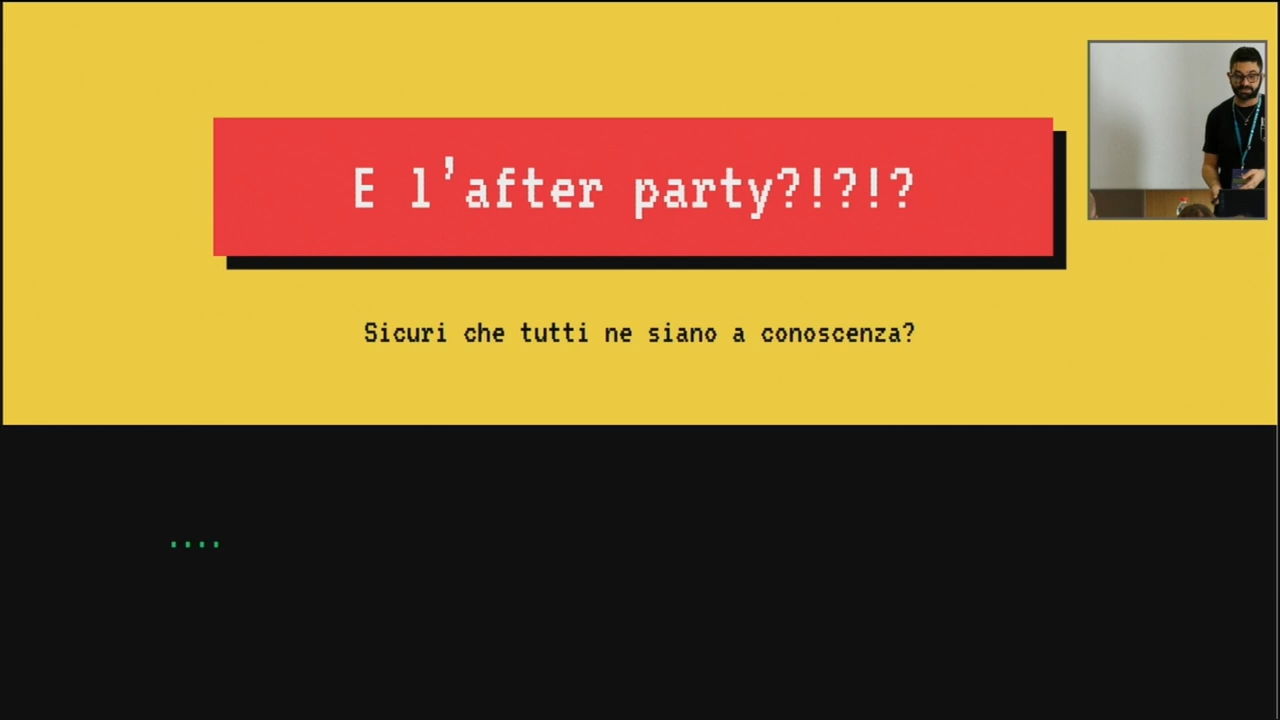 E l'after party?!?!?
Sicuri che tutti ne siano a conoscenza?
....